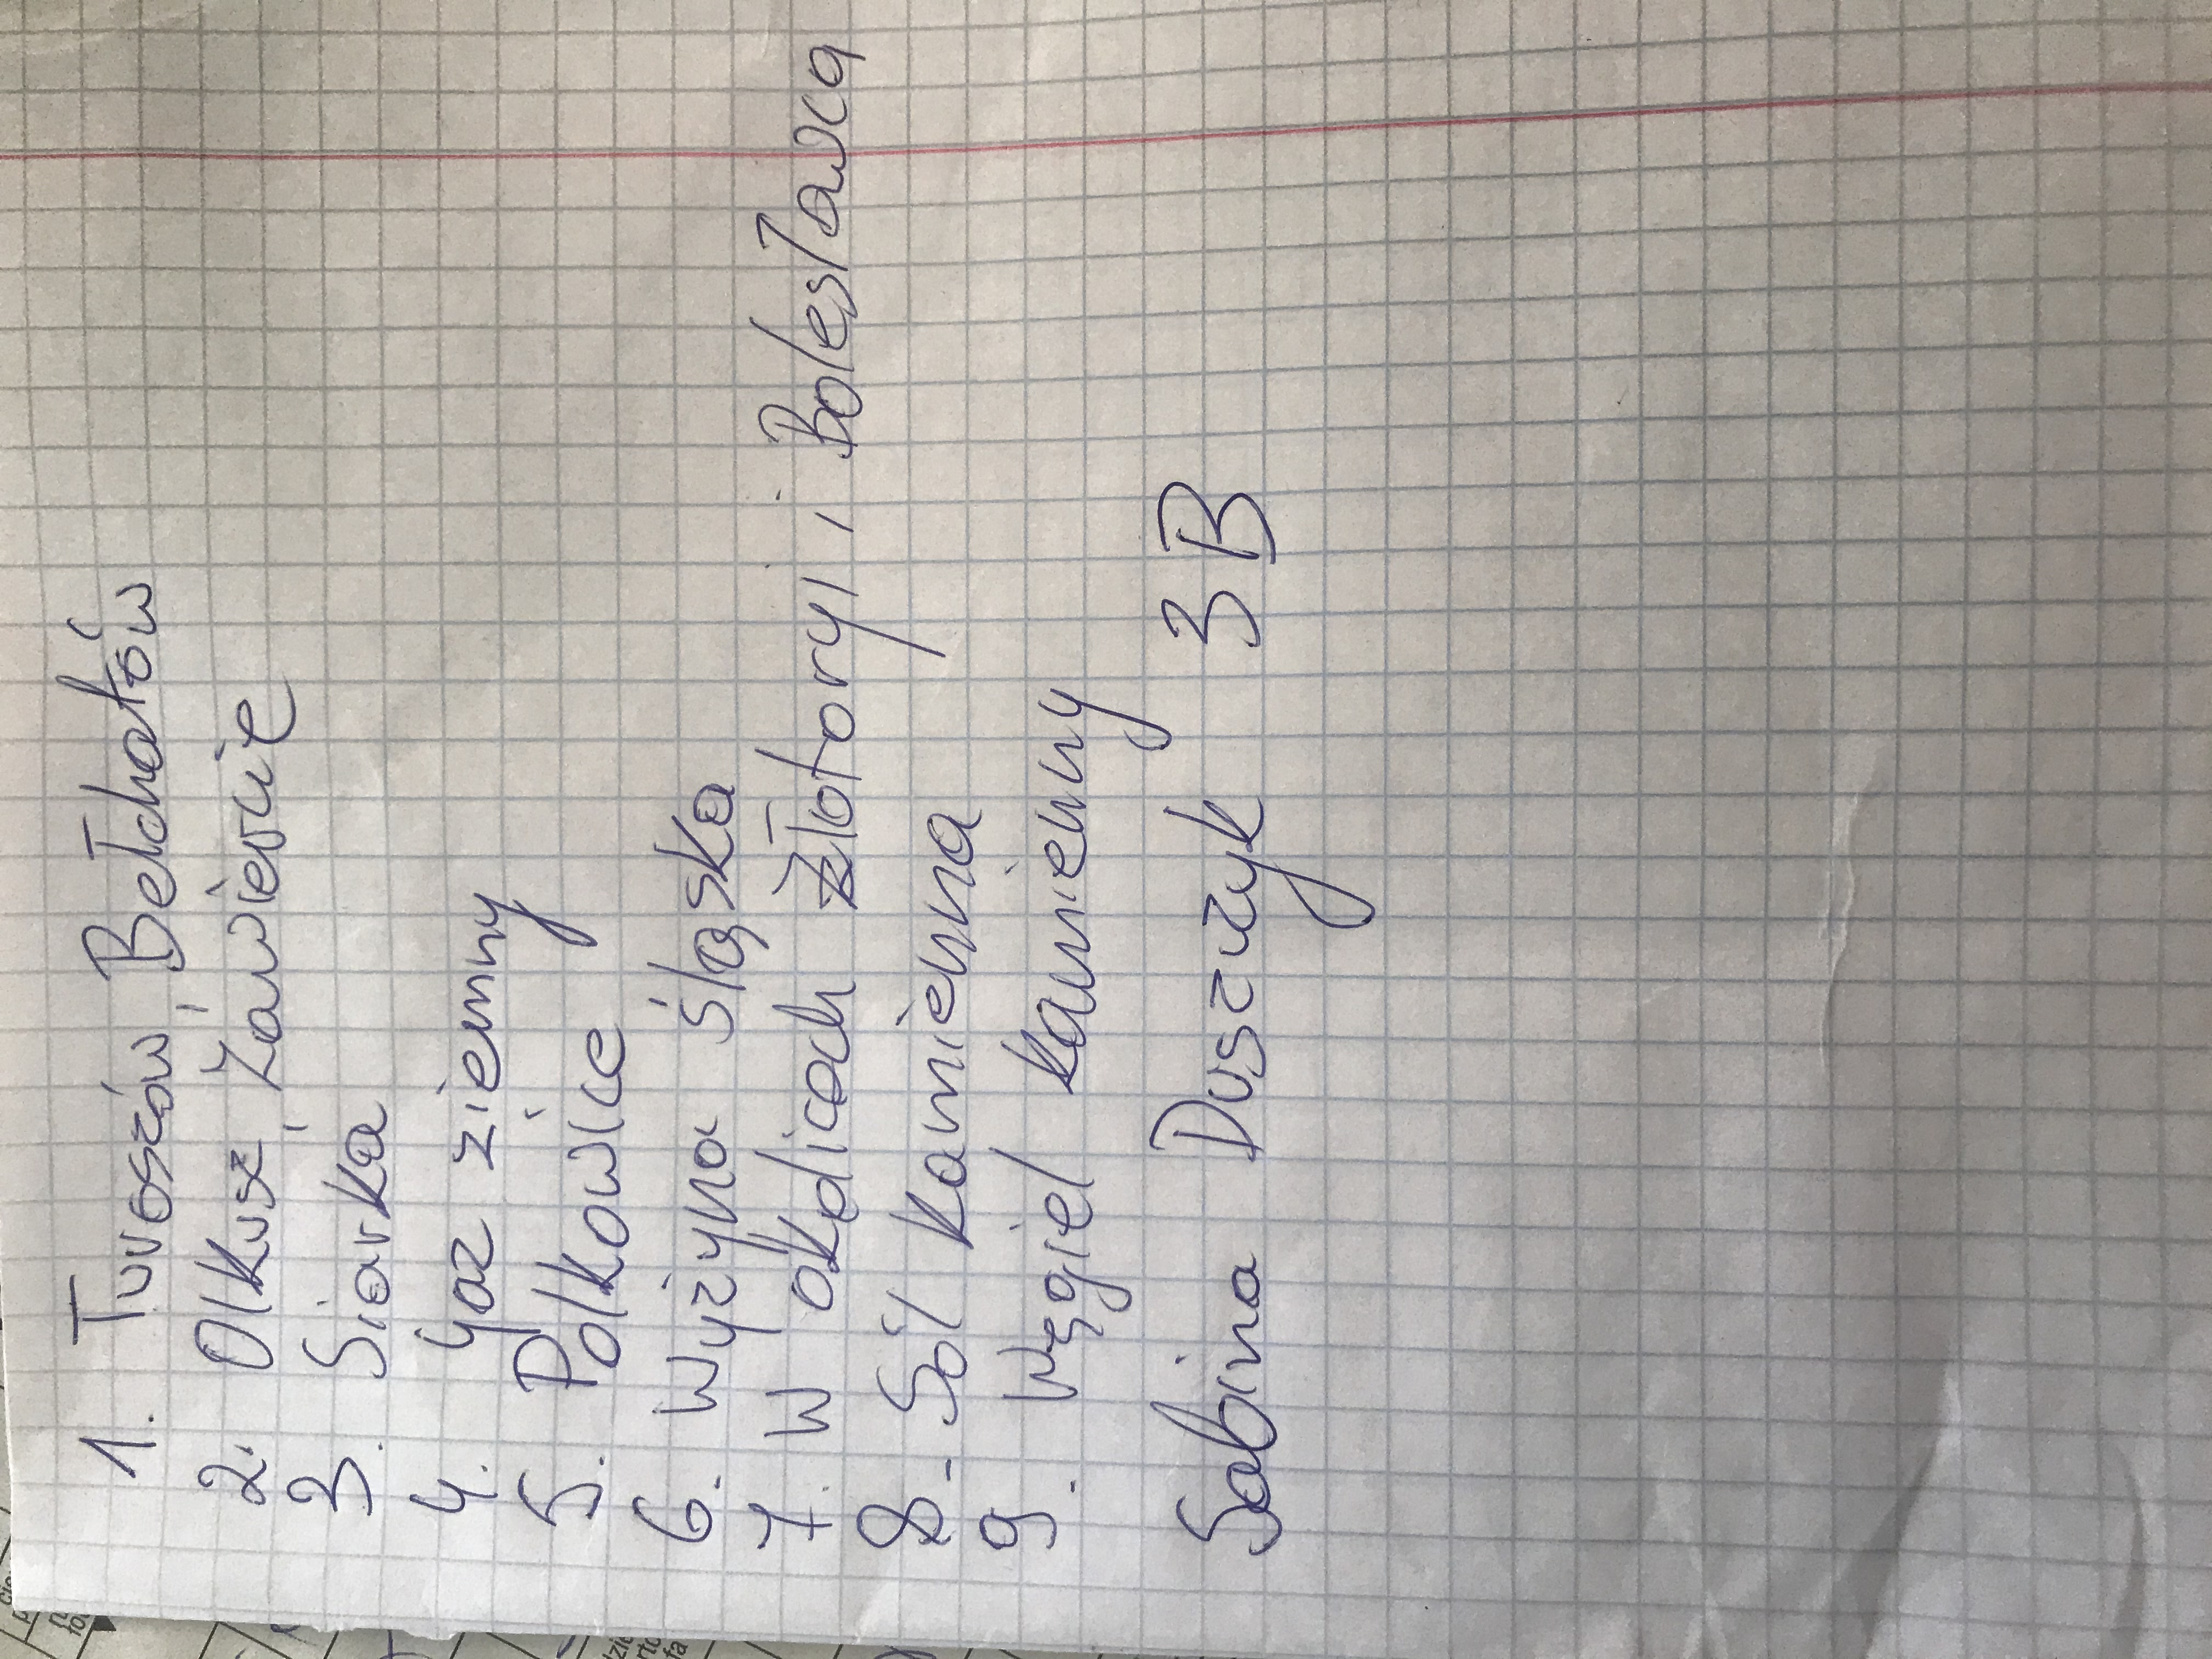 1. Turoszów, Bełchatów
2. Olkusz, Zawiercie
3. Siarka
4. Gaz ziemny
5. Polkowice
6. Wyżyna śląska
7. W okolicach Złotoryi i Bolesławca
8. Sól kamienna
9. Węgiel kamienny
Sabina Duszczyk 3B